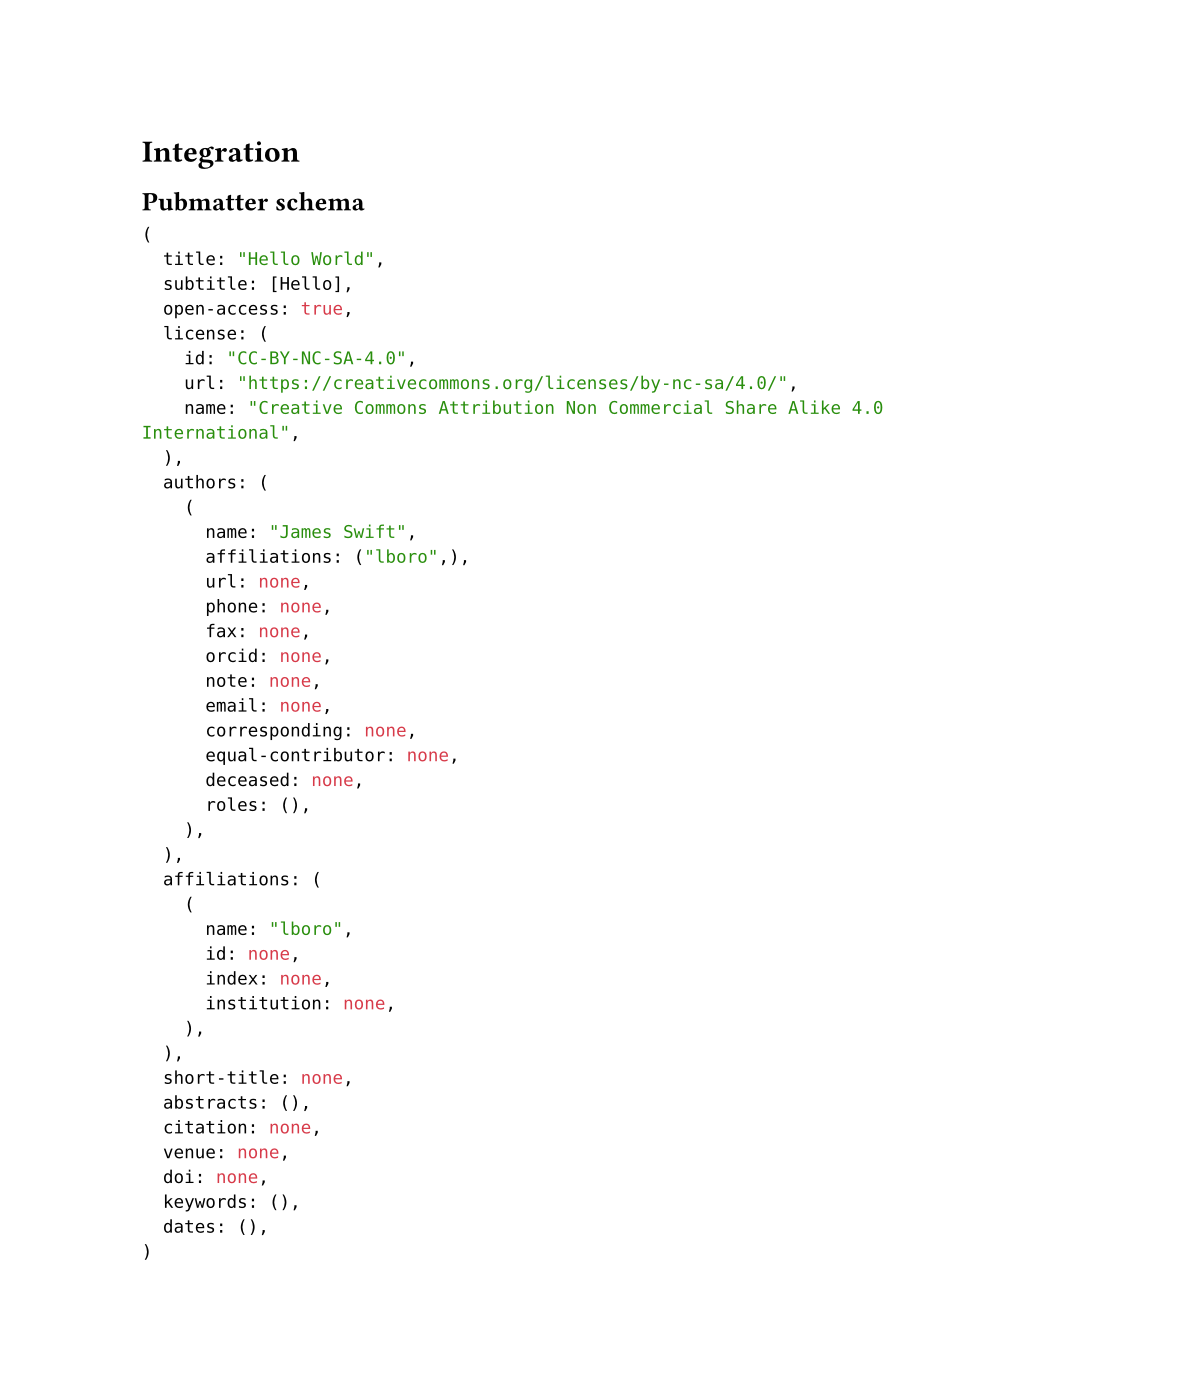 Integration
Pubmatter schema
(
  title: "Hello World",
  subtitle: [Hello],
  open-access: true,
  license: (
    id: "CC-BY-NC-SA-4.0",
    url: "https://creativecommons.org/licenses/by-nc-sa/4.0/",
    name: "Creative Commons Attribution Non Commercial Share Alike 4.0
International",
  ),
  authors: (
    (
      name: "James Swift",
      affiliations: ("lboro",),
      url: none,
      phone: none,
      fax: none,
      orcid: none,
      note: none,
      email: none,
      corresponding: none,
      equal-contributor: none,
      deceased: none,
      roles: (),
    ),
  ),
  affiliations: (
    (
      name: "lboro",
      id: none,
      index: none,
      institution: none,
    ),
  ),
  short-title: none,
  abstracts: (),
  citation: none,
  venue: none,
  doi: none,
  keywords: (),
  dates: (),
)